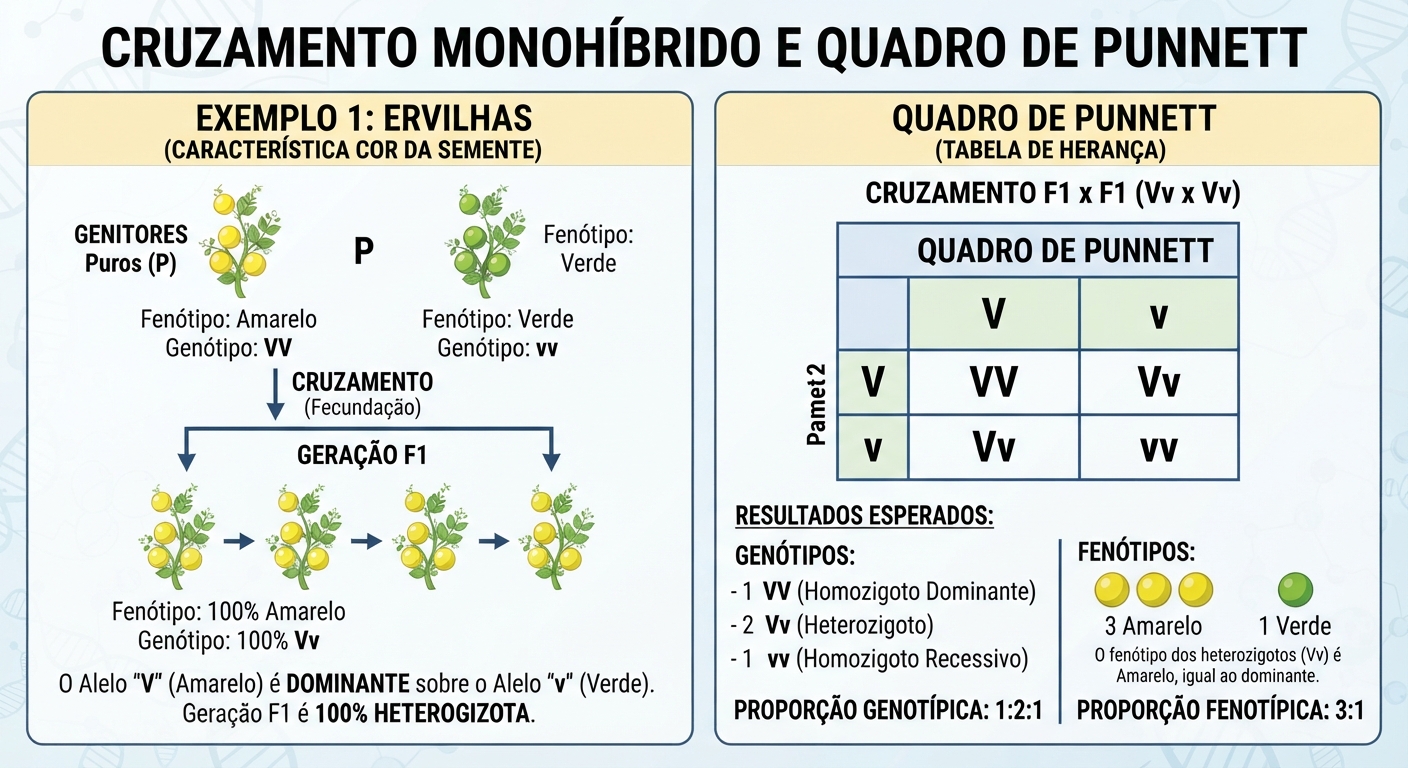 CRUZAMENTO MONOHÍBRIDO E QUADRO DE PUNNETT
EXEMPLO 1: ERVILHAS
(CARACTERÍSTICA COR DA SEMENTE)
GENITORES
Puros (P)
P
Fenótipo:
Verde
Fenótipo: Amarelo
Genótipo: VV
Fenótipo: Verde
Genótipo: vv
CRUZAMENTO
(Fecundação)
GERAÇÃO F1
Fenótipo: 100% Amarelo
Genótipo: 100% Vv
O Alelo "V" (Amarelo) é DOMINANTE sobre o Alelo "v" (Verde).
Geração F1 é 100% HETEROGIZOTA.
QUADRO DE PUNNETT
(TABELA DE HERANÇA)
CRUZAMENTO F1 x F1 (Vv x Vv)
QUADRO DE PUNNETT
V v
Pamet 2
V VV Vv
v Vv vv
RESULTADOS ESPERADOS:
GENÓTIPOS:
- 1 VV (Homozigoto Dominante)
- 2 Vv (Heterozigoto)
- 1 vv (Homozigoto Recessivo)
PROPORÇÃO GENOTÍPICA: 1:2:1
FENÓTIPOS:
3 Amarelo 1 Verde
O fenótipo dos heterozigotos (Vv) é
Amarelo, igual ao dominante.
PROPORÇÃO FENOTÍPICA: 3:1